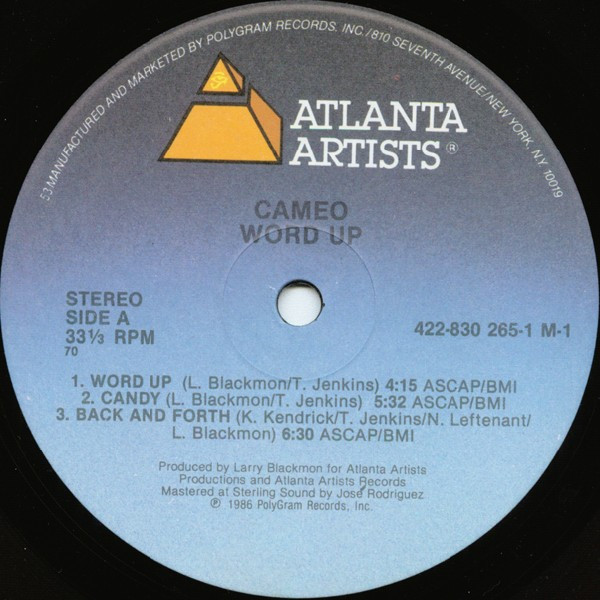 53 MANUFACTURED AND MARKETED BY POLYGRAM RECORDS, INC./810 SEVENTH AVENUE/NEW YORK, NY 10019
ATLANTA
ARTISTS ®
CAMEO
WORD UP
STEREO
SIDE A
33⅓ RPM
70
422-830 265-1 M-1
1. WORD UP (L. Blackmon/T. Jenkins) 4:15 ASCAP/BMI
2. CANDY (L. Blackmon/T. Jenkins) 5:32 ASCAP/BMI
3. BACK AND FORTH (K. Kendrick/T. Jenkins/N. Leftenant/
L. Blackmon) 6:30 ASCAP/BMI
Produced by Larry Blackmon for Atlanta Artists
Productions and Atlanta Artists Records
Mastered at Sterling Sound by José Rodriguez
℗ 1986 PolyGram Records, Inc.